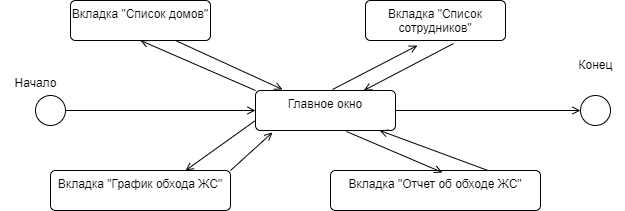 Вкладка "Список домов"
Вкладка "Список
сотрудников"
Начало
Конец
Главное окно
Вкладка "График обхода ЖС"
Вкладка "Отчет об обходе ЖС"